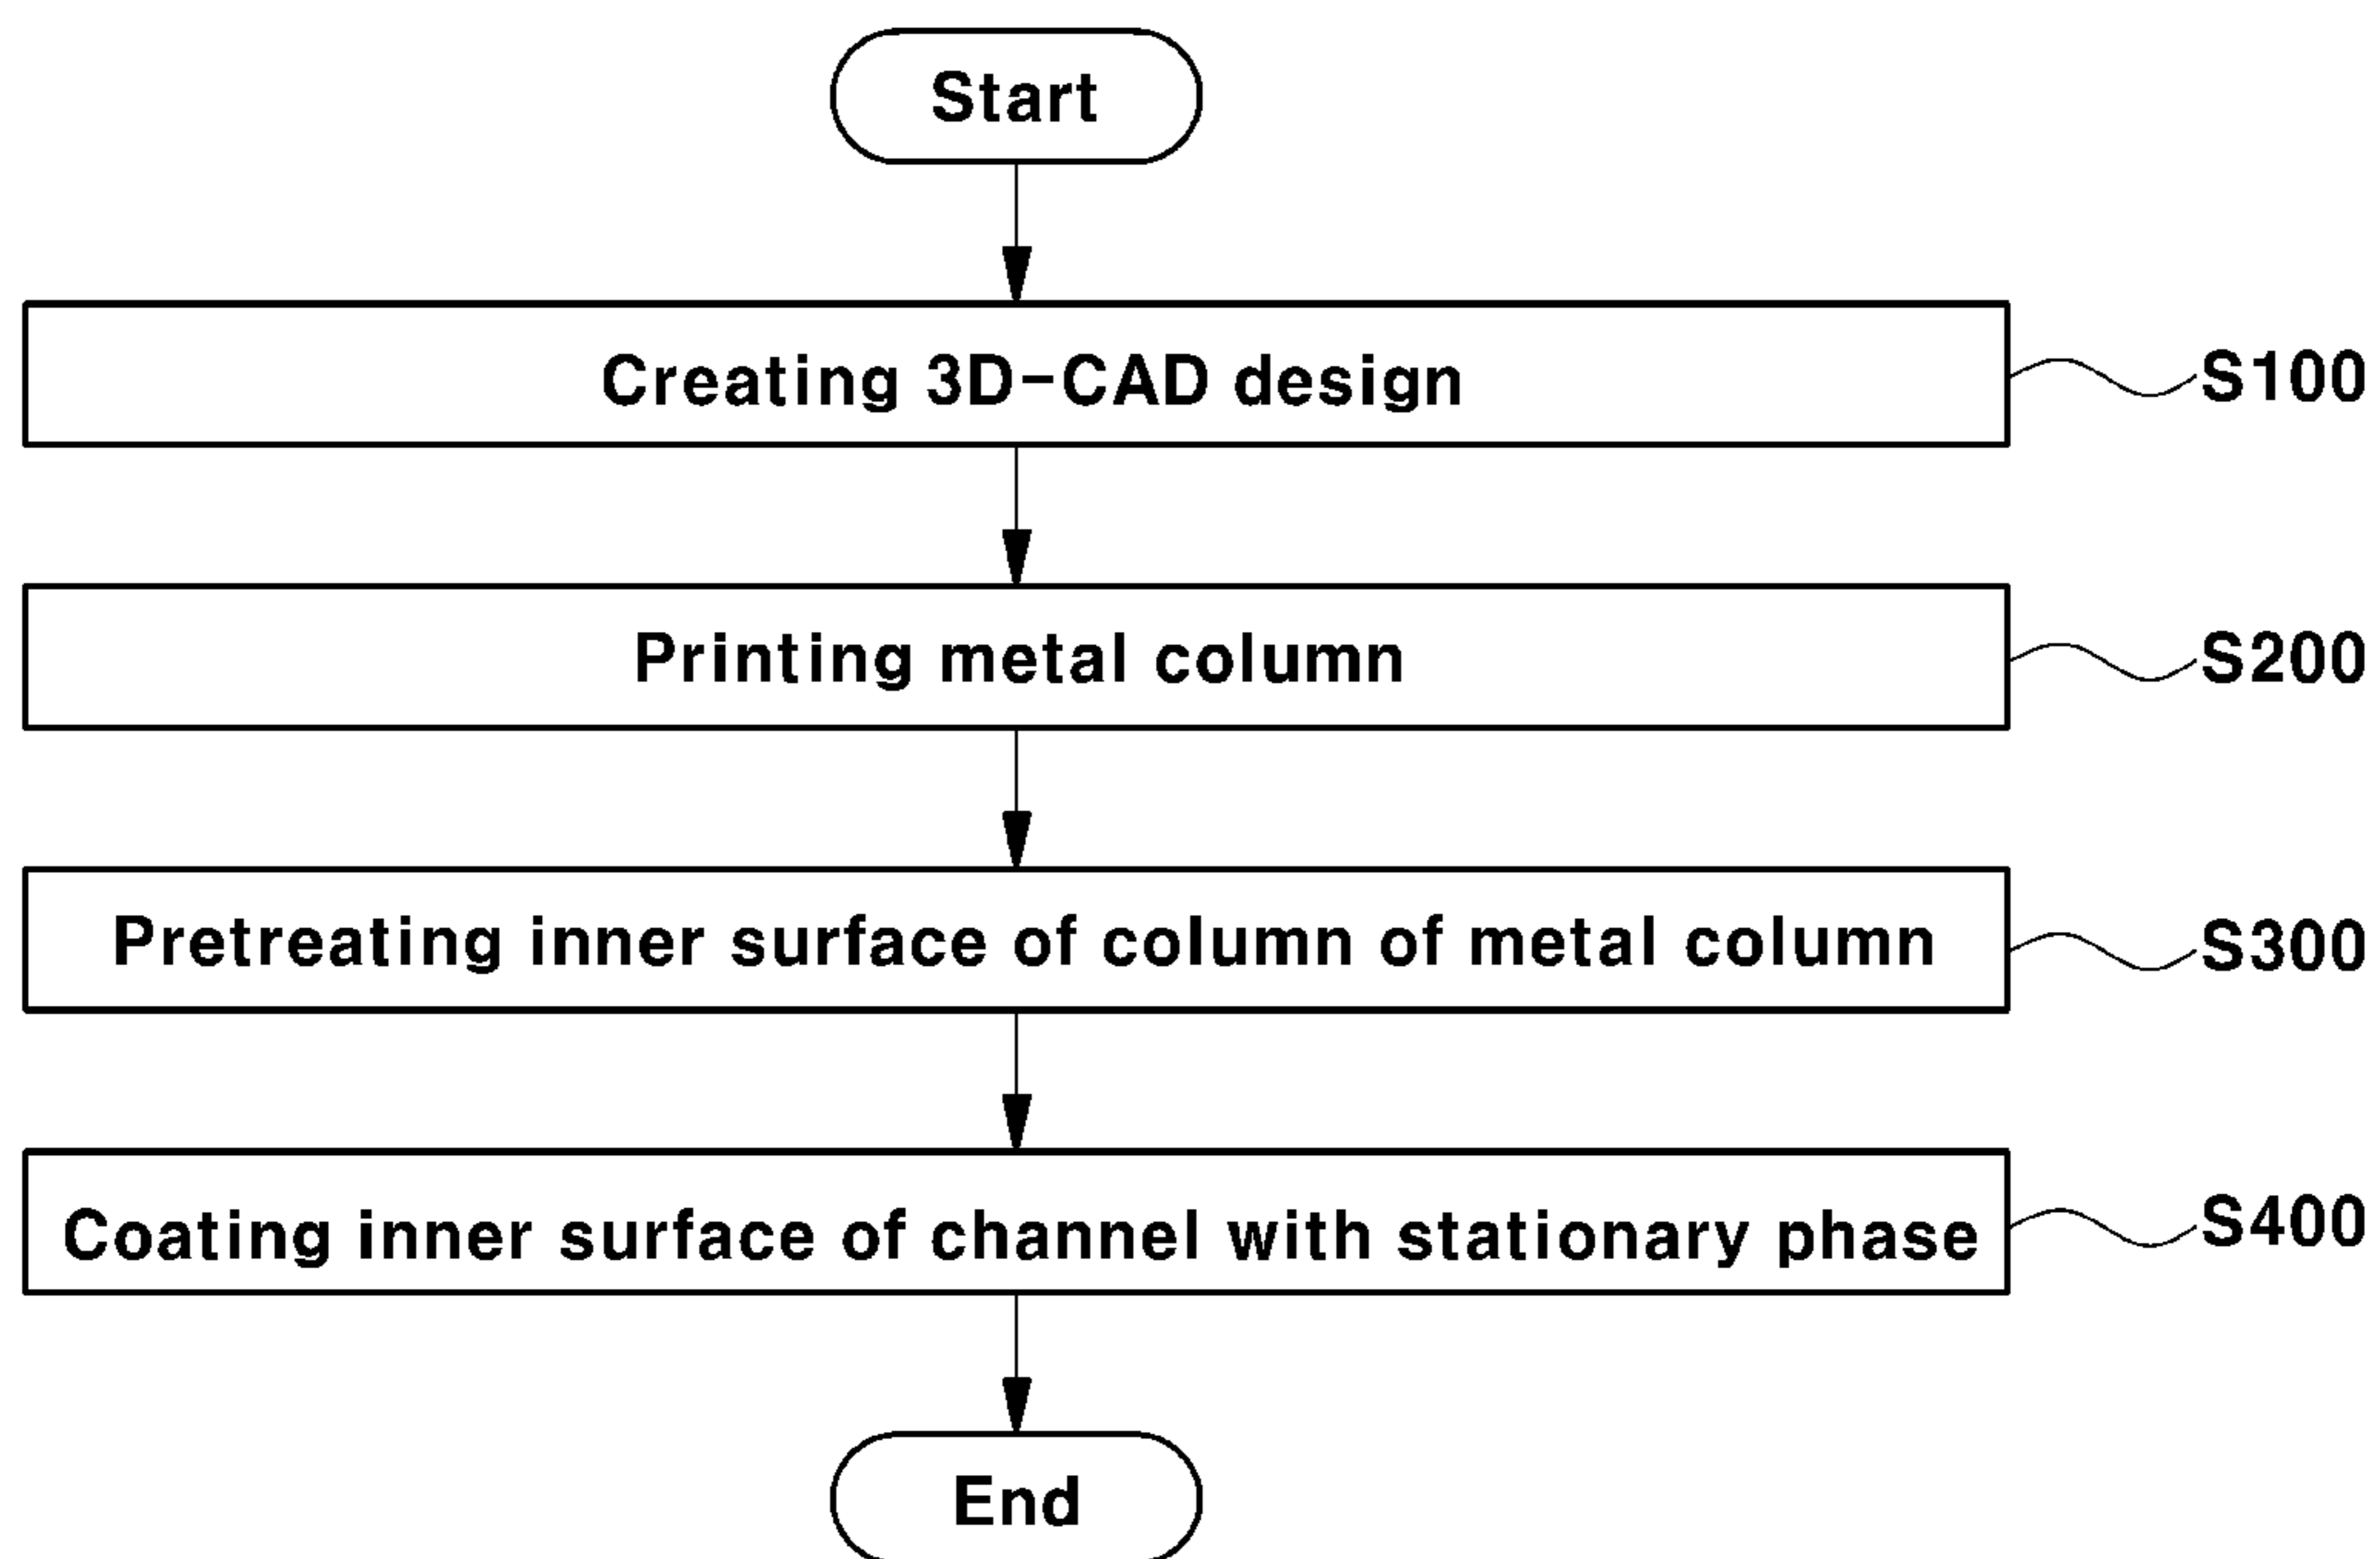 Start
Creating 3D-CAD design
S100
Printing metal column
S200
Pretreating inner surface of column of metal column
S300
Coating inner surface of channel with stationary phase
S400
End